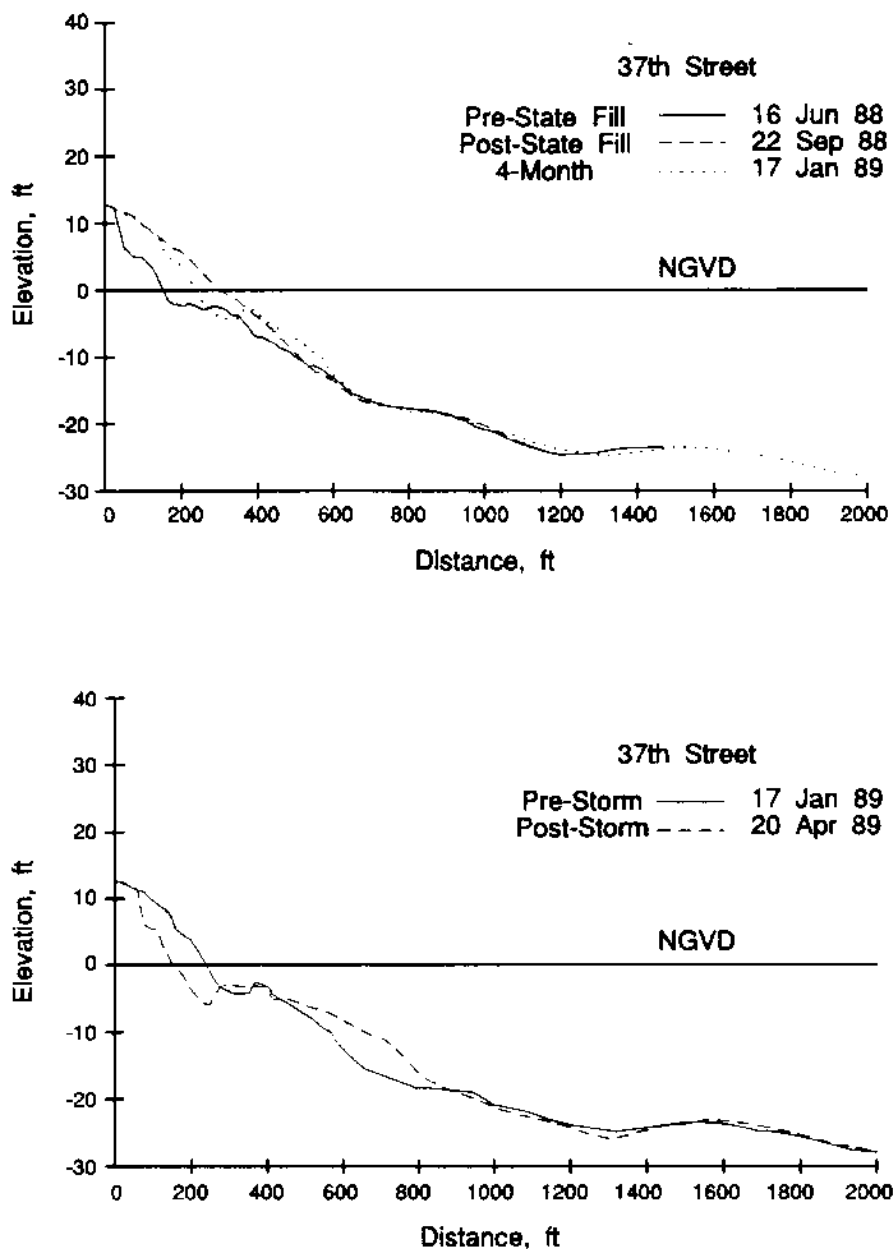 37th Street
Pre-State Fill 16 Jun 88
Post-State Fill 22 Sep 88
4-Month 17 Jan 89
40
30
20
10
0
-10
-20
-30
Elevation, ft
NGVD
0 200 400 600 800 1000 1200 1400 1600 1800 2000
Distance, ft
37th Street
Pre-Storm 17 Jan 89
Post-Storm 20 Apr 89
40
30
20
10
0
-10
-20
-30
Elevation, ft
NGVD
0 200 400 600 800 1000 1200 1400 1600 1800 2000
Distance, ft